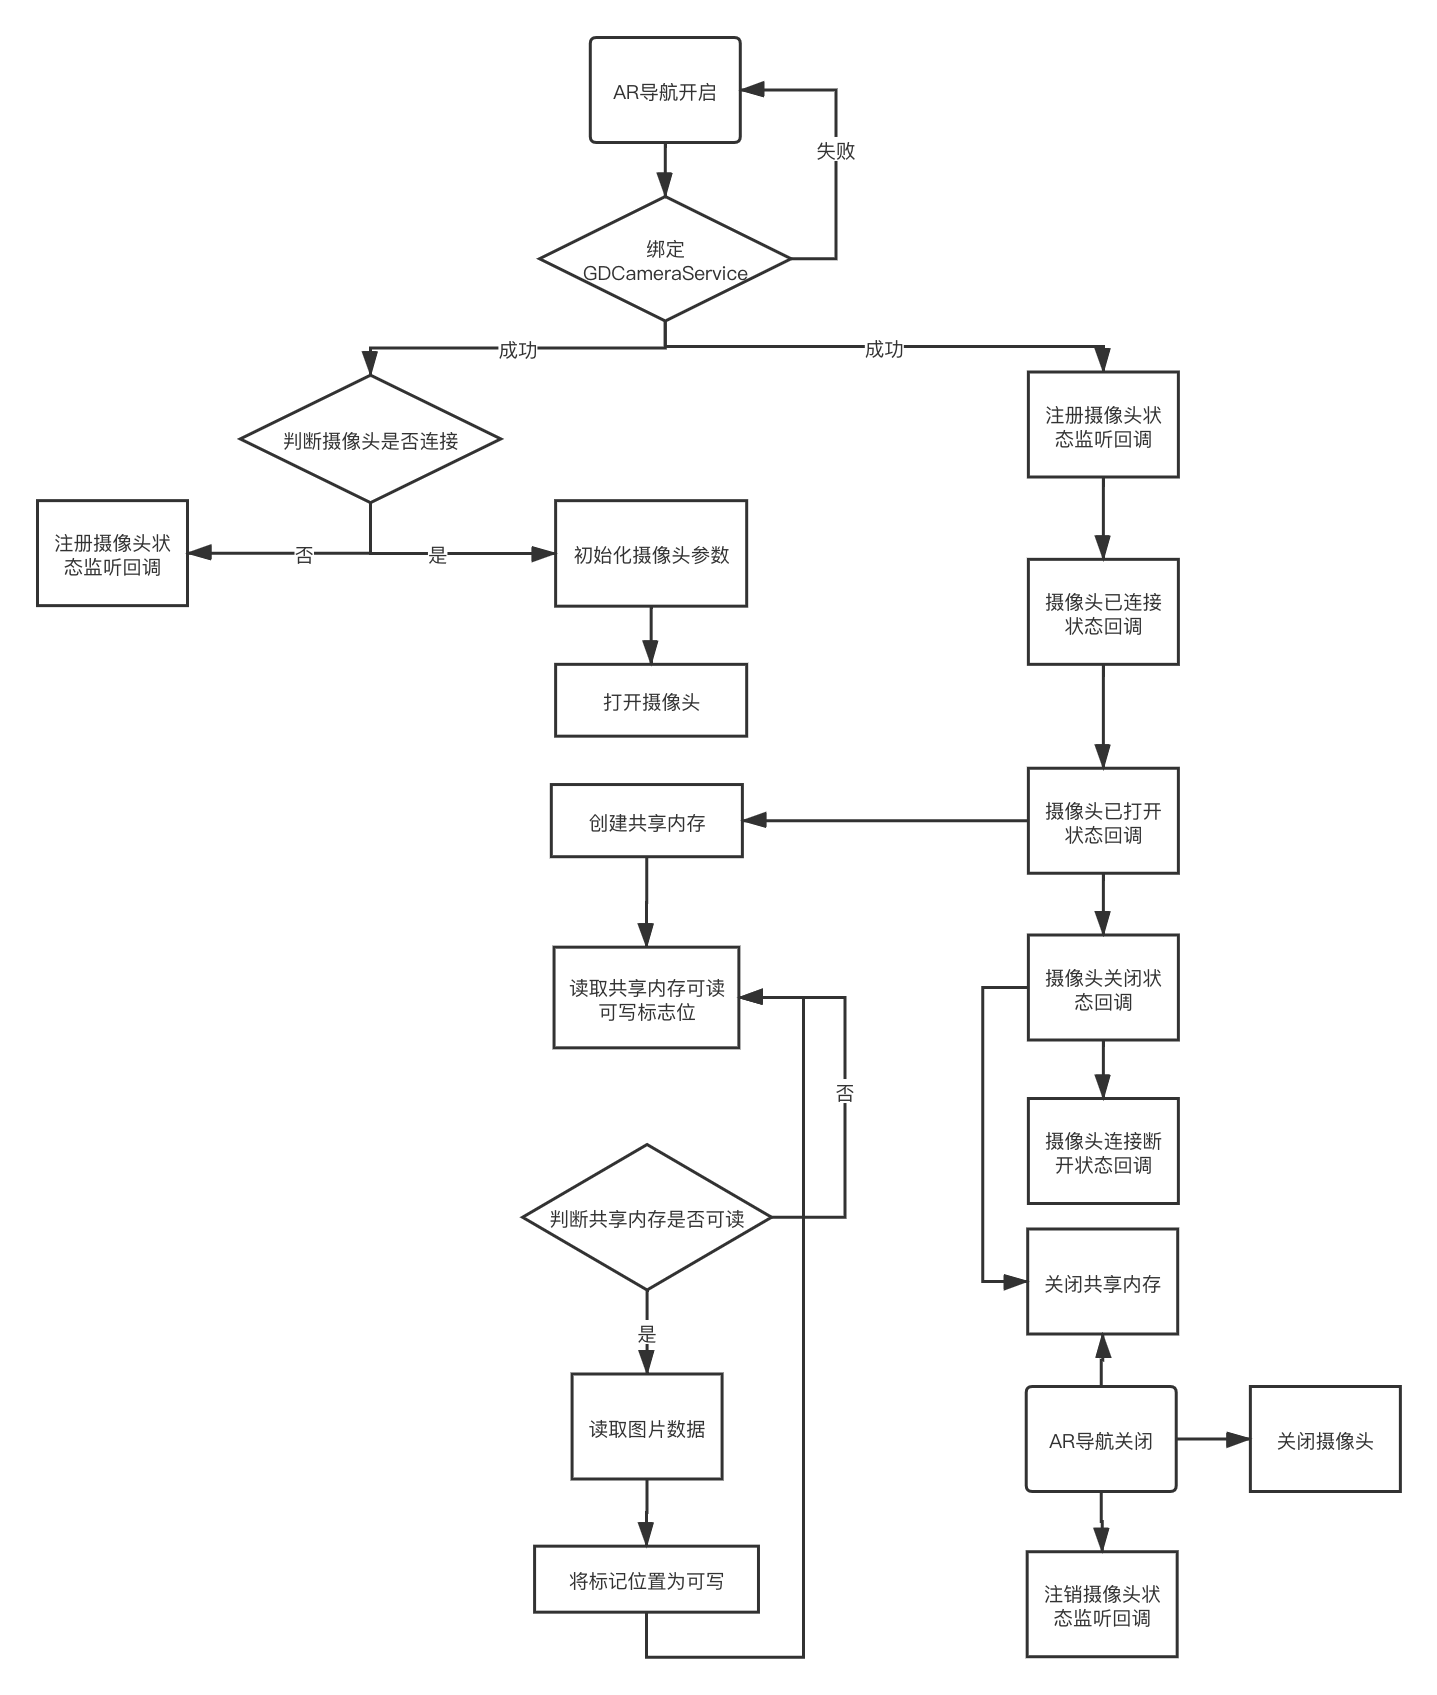 AR导航开启
失败
绑定
GDCameraService
成功
成功
判断摄像头是否连接
注册摄像头状
态监听回调
注册摄像头状
态监听回调
否
是
初始化摄像头参数
摄像头已连接
状态回调
打开摄像头
创建共享内存
摄像头已打开
状态回调
读取共享内存可读
可写标志位
摄像头关闭状
态回调
否
摄像头连接断
开状态回调
判断共享内存是否可读
关闭共享内存
是
读取图片数据
AR导航关闭
关闭摄像头
将标记位置为可写
注销摄像头状
态监听回调